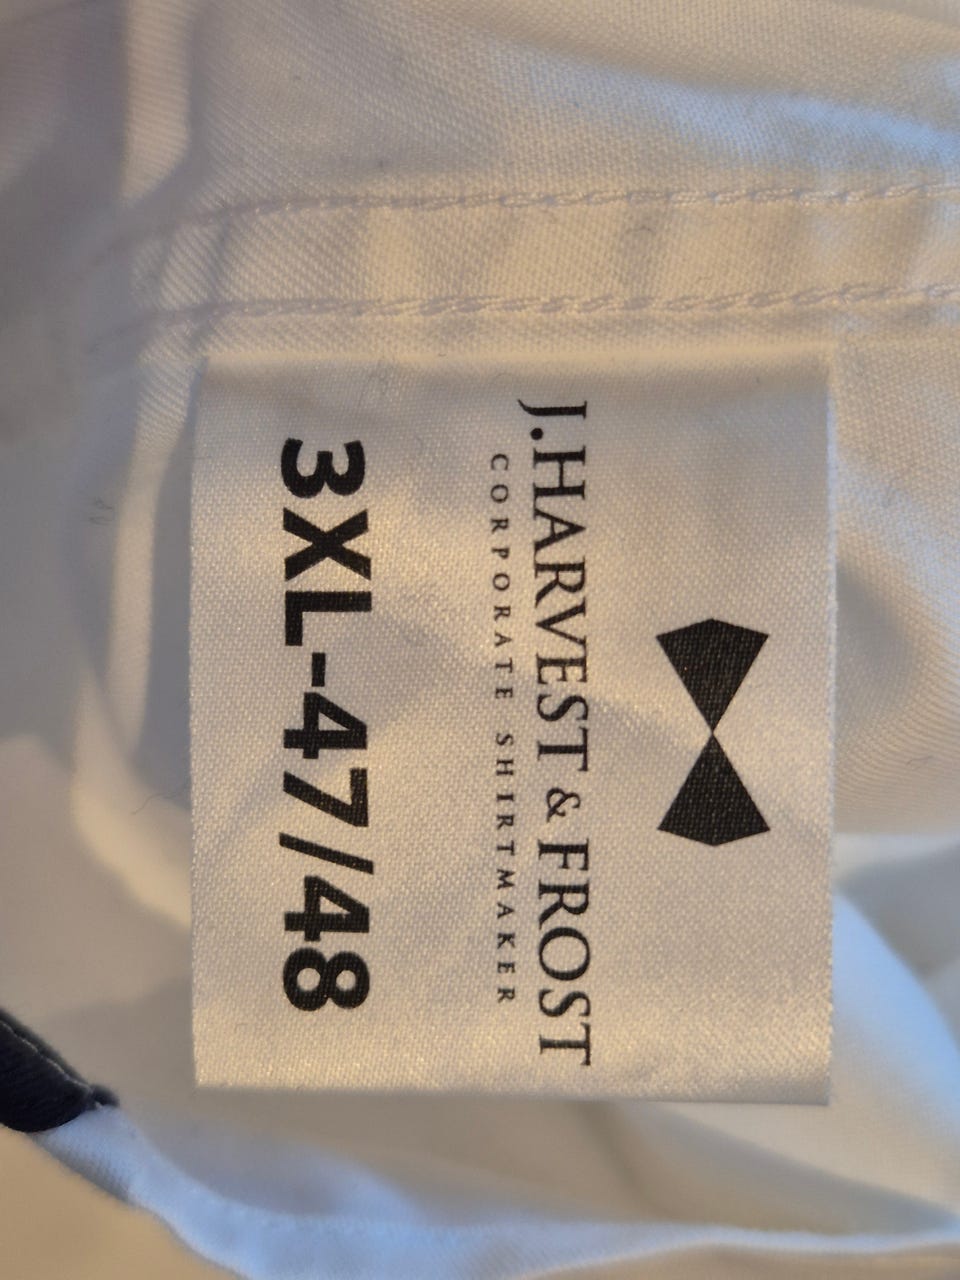 J.HARVEST & FROST
CORPORATE SHIRTMAKER
3XL-47/48